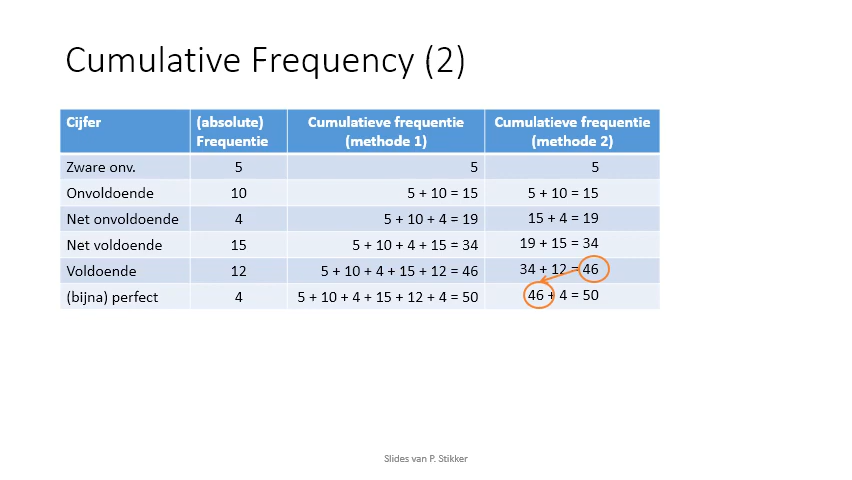 Cumulative Frequency (2)
Cijfer (absolute) Frequentie Cumulatieve frequentie (methode 1) Cumulatieve frequentie (methode 2)
Zware onv. 5 5 5
Onvoldoende 10 5 + 10 = 15 5 + 10 = 15
Net onvoldoende 4 5 + 10 + 4 = 19 15 + 4 = 19
Net voldoende 15 5 + 10 + 4 + 15 = 34 19 + 15 = 34
Voldoende 12 5 + 10 + 4 + 15 + 12 = 46 34 + 12 = 46
(bijna) perfect 4 5 + 10 + 4 + 15 + 12 + 4 = 50 46 + 4 = 50
Slides van P. Stikker